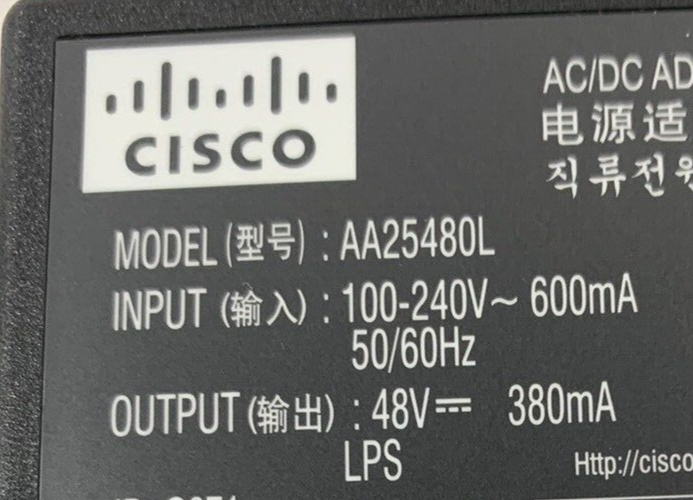 CISCO
AC/DC AD
电源适
직류전원
MODEL (型号) : AA25480L
INPUT (输入) : 100-240V~ 600mA
50/60Hz
OUTPUT (输出) : 48V⎓ 380mA
LPS
Http://cisco